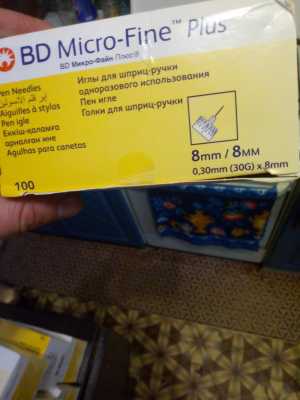 BD Micro-Fine™ Plus
BD Микро-Файн Плюс®
Pen Needles
Aiguilles à stylos
Pen igle
Екініш-қаламға
арналған ине
Agulhas para canetas
Иглы для шприц-ручки
одноразового использования
Пен игле
Голки для шприц-ручки
8mm / 8мм
0,30mm (30G) x 8mm
100